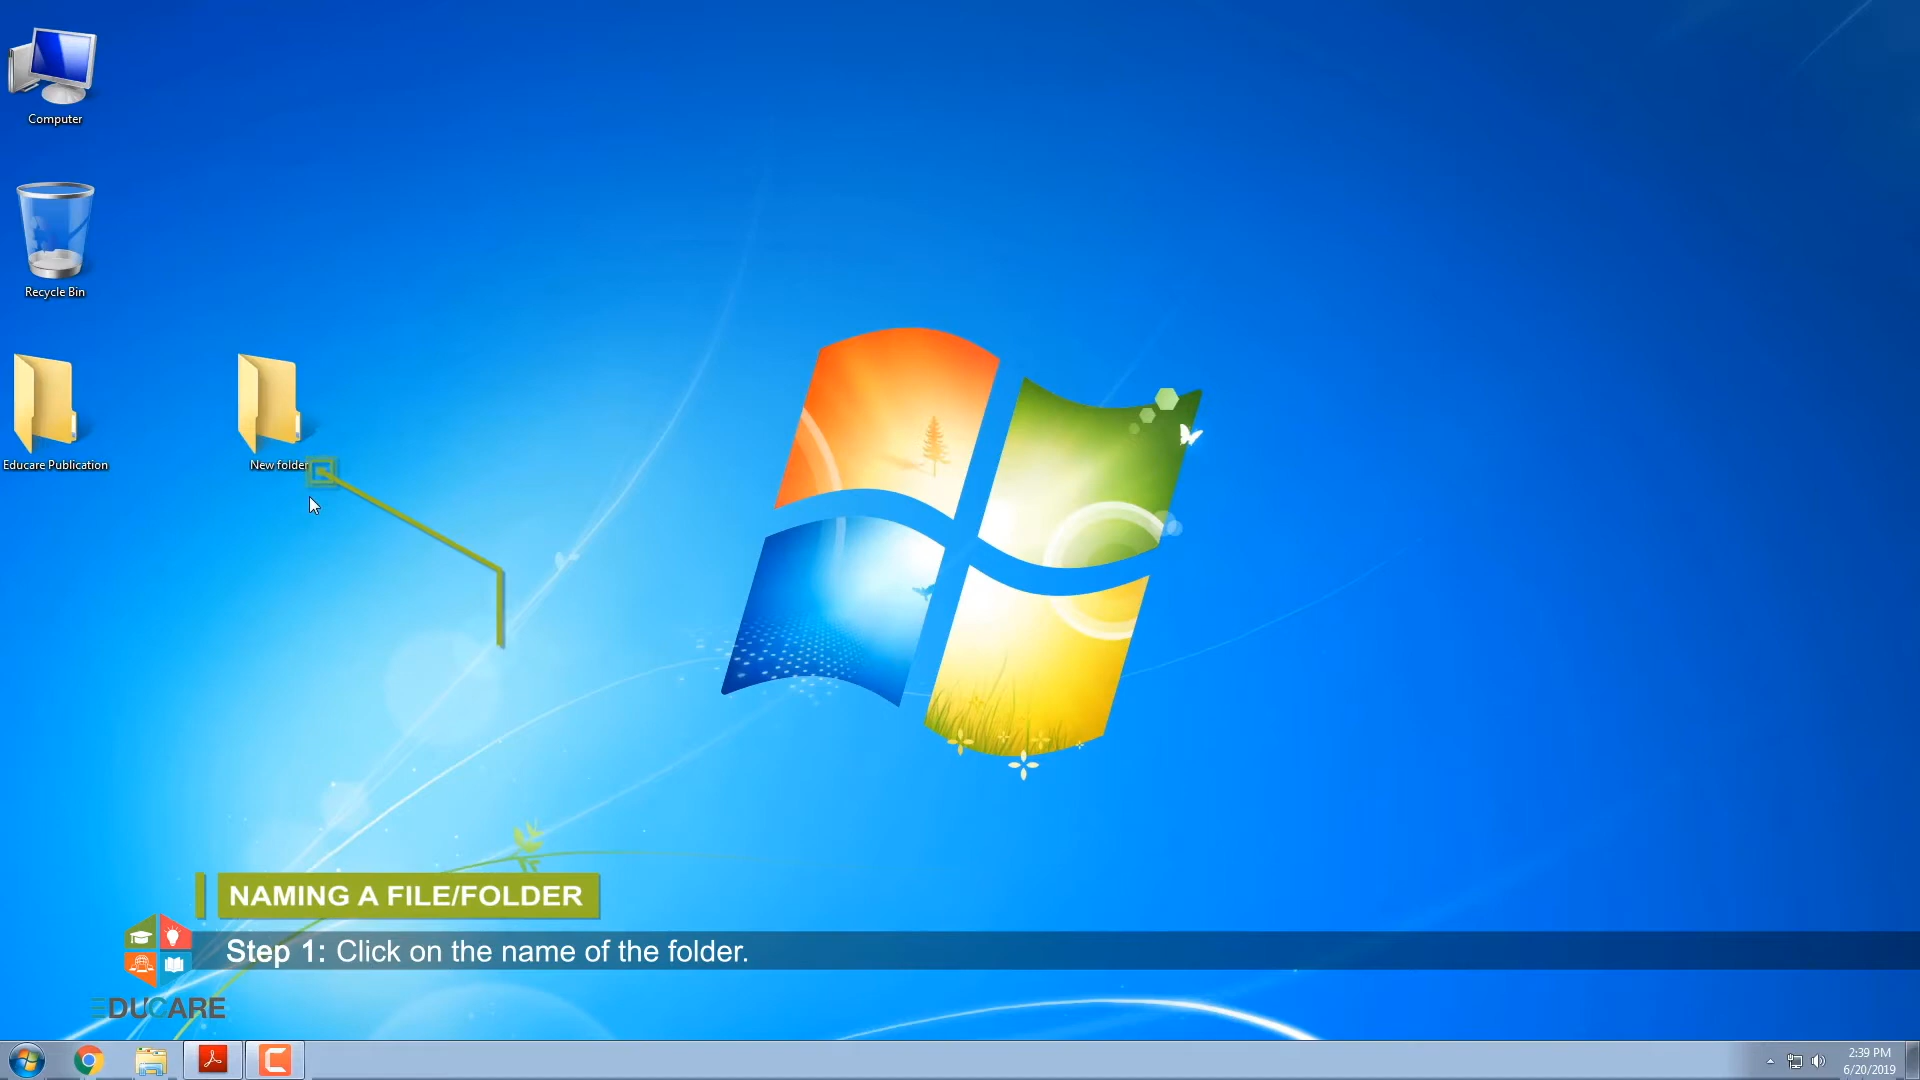 Computer
Recycle Bin
Educare Publication
New folder
NAMING A FILE/FOLDER
Step 1: Click on the name of the folder.
EDUCARE
2:39 PM
6/20/2019